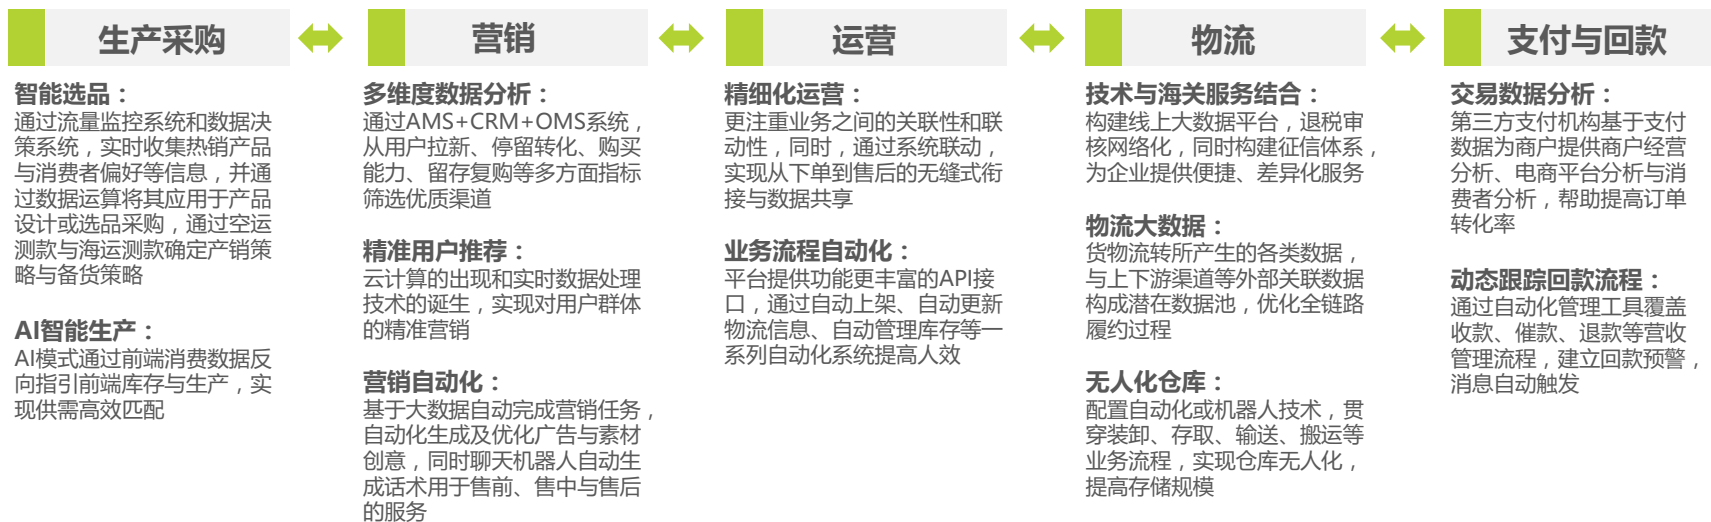 生产采购
智能选品：
通过流量监控系统和数据决
策系统，实时收集热销产品
与消费者偏好等信息，并通
过数据运算将其应用于产品
设计或选品采购，通过空运
测款与海运测款确定产销策
略与备货策略
AI智能生产：
AI模式通过前端消费数据反
向指引前端库存与生产，实
现供需高效匹配
营销
多维度数据分析：
通过AMS+CRM+OMS系统，
从用户拉新、停留转化、购买
能力、留存复购等多方面指标
筛选优质渠道
精准用户推荐：
云计算的出现和实时数据处理
技术的诞生，实现对用户群体
的精准营销
营销自动化：
基于大数据自动完成营销任务，
自动化生成及优化广告与素材
创意，同时聊天机器人自动生
成话术用于售前、售中与售后
的服务
运营
精细化运营：
更注重业务之间的关联性和联
动性，同时，通过系统联动，
实现从下单到售后的无缝式衔
接与数据共享
业务流程自动化：
平台提供功能更丰富的API接
口，通过自动上架、自动更新
物流信息、自动管理库存等一
系列自动化系统提高人效
物流
技术与海关服务结合：
构建线上大数据平台，退税审
核网络化，同时构建征信体系，
为企业提供便捷、差异化服务
物流大数据：
货物流转所产生的各类数据，
与上下游渠道等外部关联数据
构成潜在数据池，优化全链路
履约过程
无人化仓库：
配置自动化或机器人技术，贯
穿装卸、存取、输送、搬运等
业务流程，实现仓库无人化，
提高存储规模
支付与回款
交易数据分析：
第三方支付机构基于支付
数据为商户提供商户经营
分析、电商平台分析与消
费者分析，帮助提高订单
转化率
动态跟踪回款流程：
通过自动化管理工具覆盖
收款、催款、退款等营收
管理流程，建立回款预警，
消息自动触发